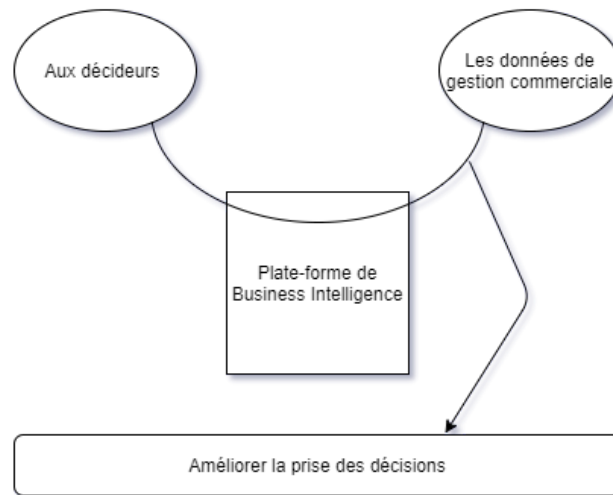 Aux décideurs
Les données de
gestion commerciale
Plate-forme de
Business Intelligence
Améliorer la prise des décisions